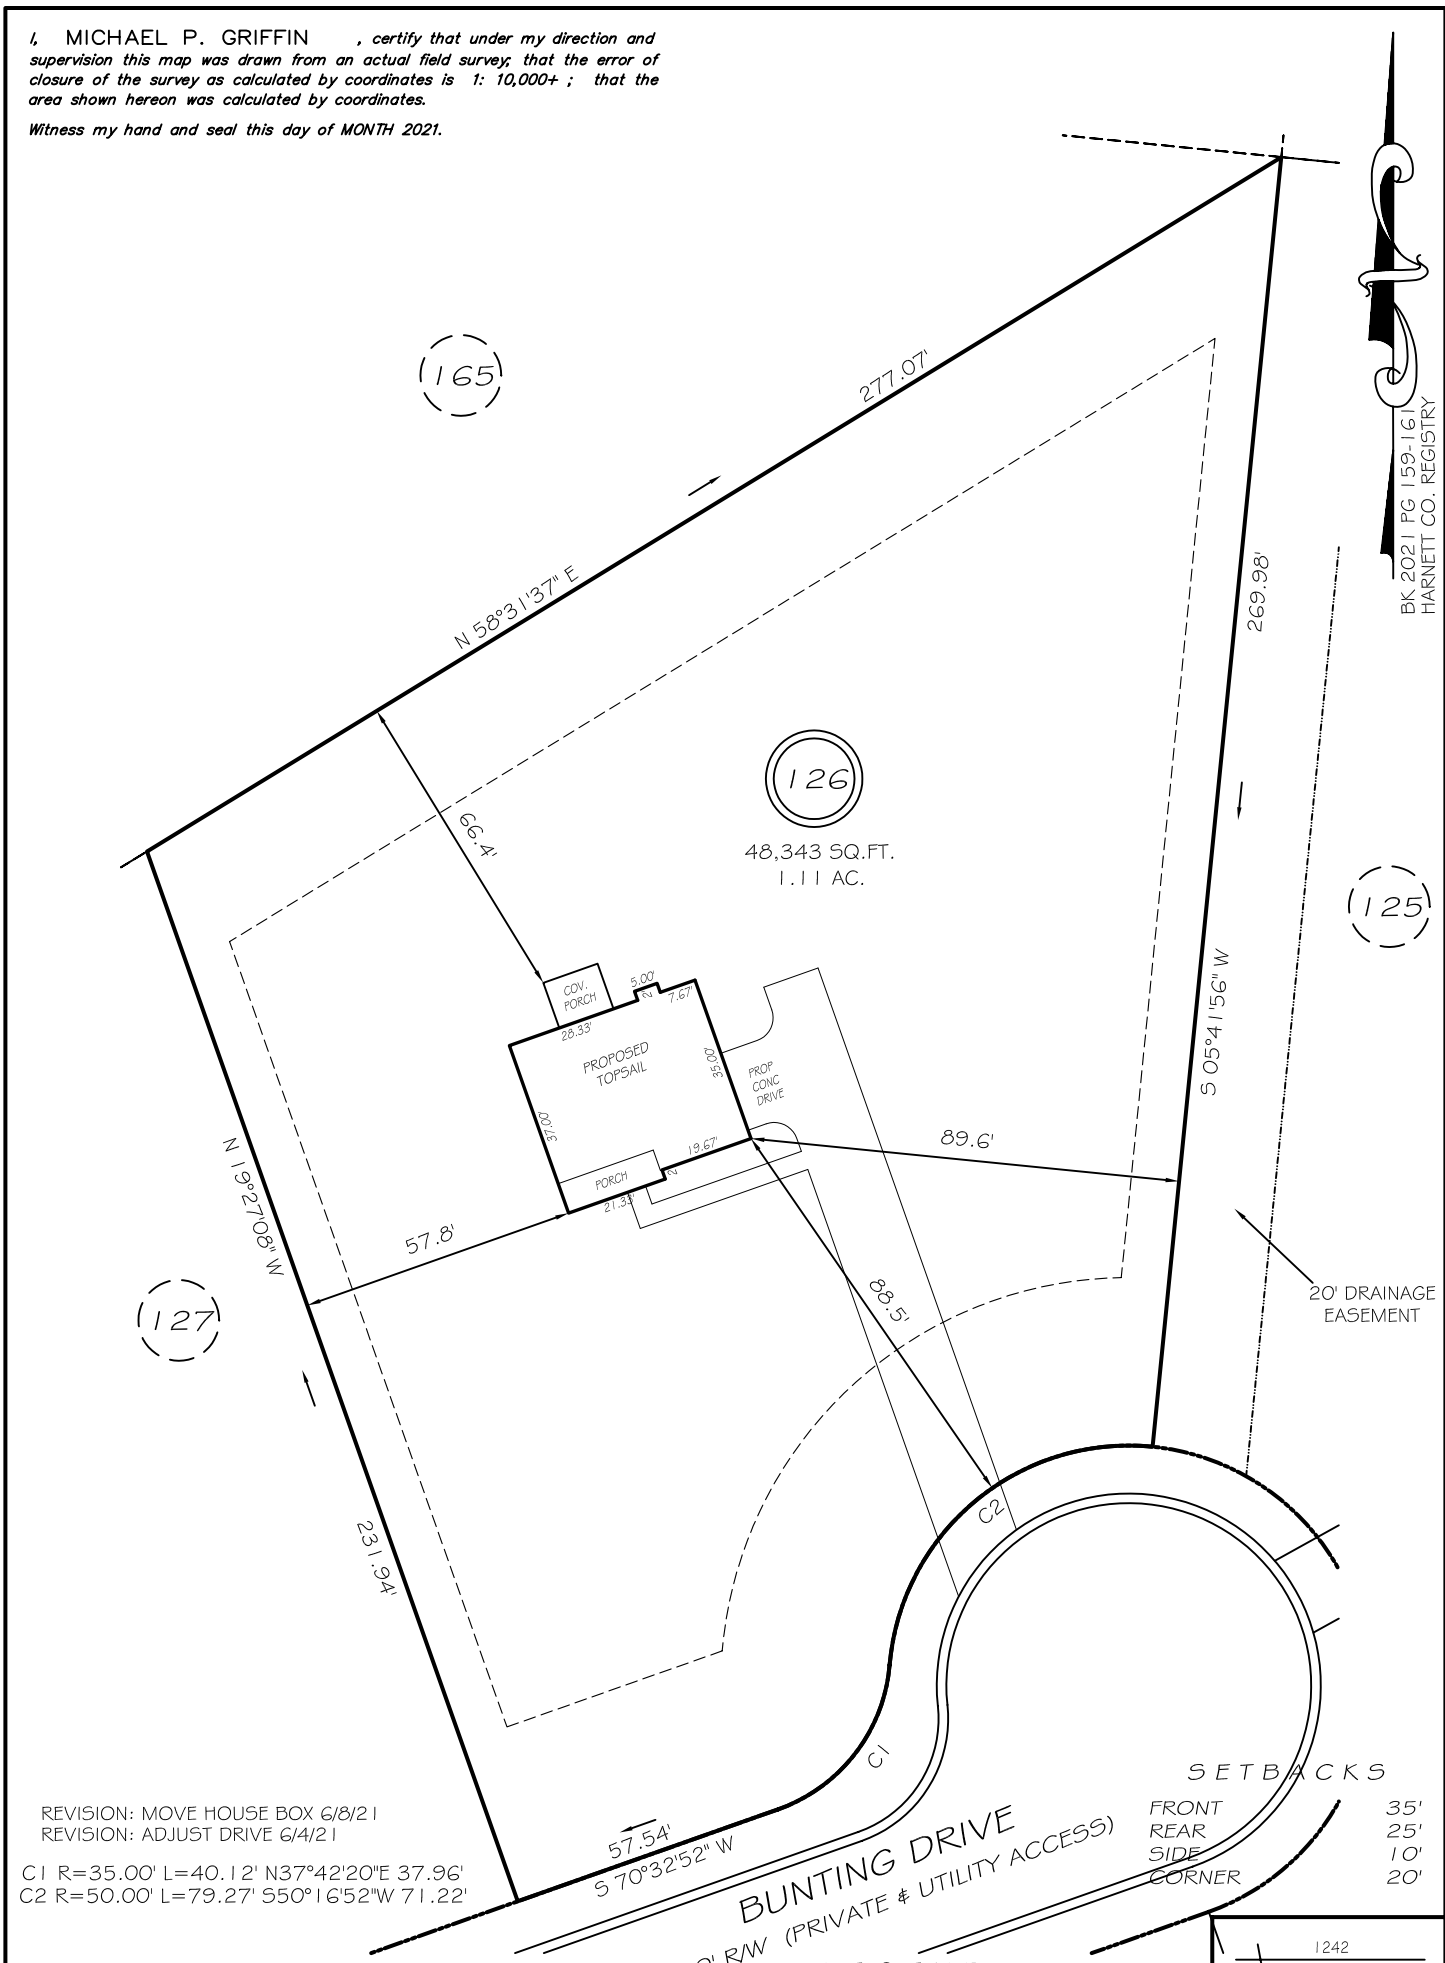 I, MICHAEL P. GRIFFIN , certify that under my direction and
supervision this map was drawn from an actual field survey; that the error of
closure of the survey as calculated by coordinates is 1: 10,000+ ; that the
area shown hereon was calculated by coordinates.
Witness my hand and seal this day of MONTH 2021.
165
277.07'
BK 2021 PG 159-161
HARNETT CO. REGISTRY
N 58°31'37" E
269.98'
126
48,343 SQ.FT.
1.11 AC.
66.4'
125
COV.
PORCH
5.00'
2'
7.67'
28.33'
PROPOSED
TOPSAIL
35.00'
PROP
CONC
DRIVE
S 05°41'56" W
37.00'
19.67'
2'
PORCH
21.33'
89.6'
N 19°27'08" W
57.8'
88.5'
20' DRAINAGE
EASEMENT
127
231.94'
C2
C1
SETBACKS
FRONT 35'
REAR 25'
SIDE 10'
CORNER 20'
REVISION: MOVE HOUSE BOX 6/8/21
REVISION: ADJUST DRIVE 6/4/21
C1 R=35.00' L=40.12' N37°42'20"E 37.96'
C2 R=50.00' L=79.27' S50°16'52"W 71.22'
57.54'
S 70°32'52" W
BUNTING DRIVE
0' R/W (PRIVATE & UTILITY ACCESS)
1242